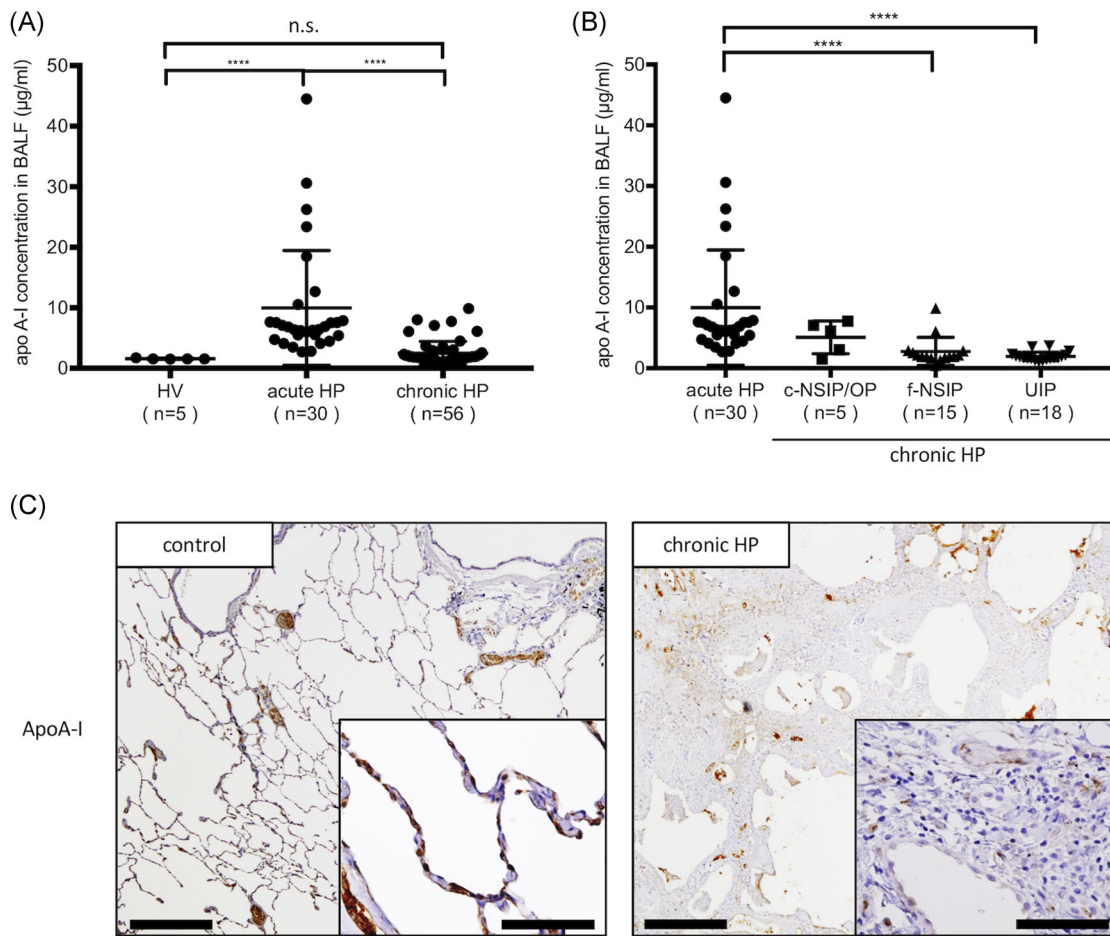 (A)
n.s.
**** ****
apo A-I concentration in BALF (µg/ml)
50
40
30
20
10
0
HV acute HP chronic HP
( n=5) (n=30) (n=56)
(B)
****
****
apo A-I concentration in BALF (µg/ml)
50
40
30
20
10
0
acute HP c-NSIP/OP f-NSIP UIP
(n=30) ( n=5) ( n=15) ( n=18)
chronic HP
(C)
control chronic HP
ApoA-I